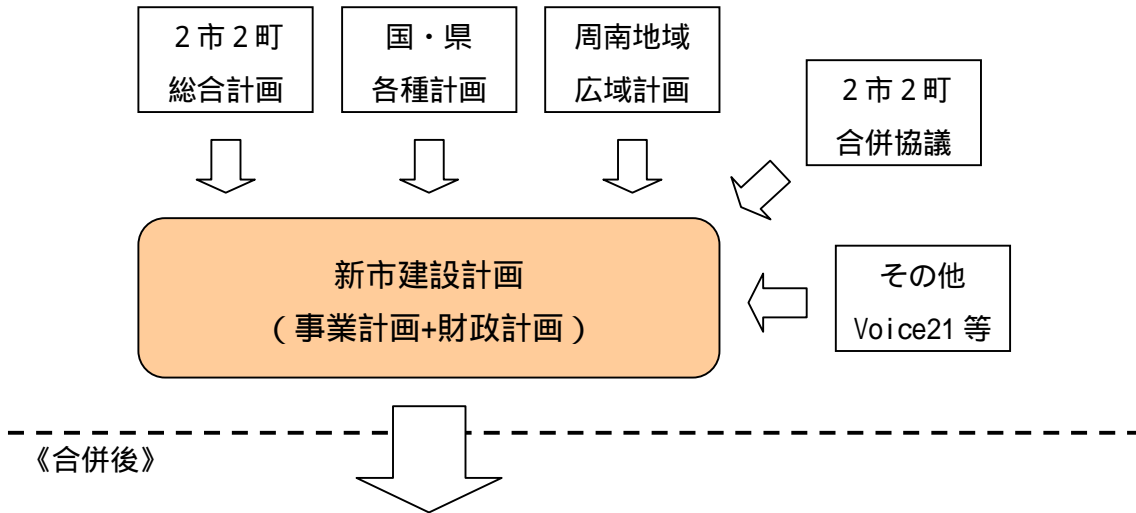 ２市２町
総合計画
国・県
各種計画
周南地域
広域計画
２市２町
合併協議
新市建設計画
（事業計画+財政計画）
その他
Voice21 等
《合併後》